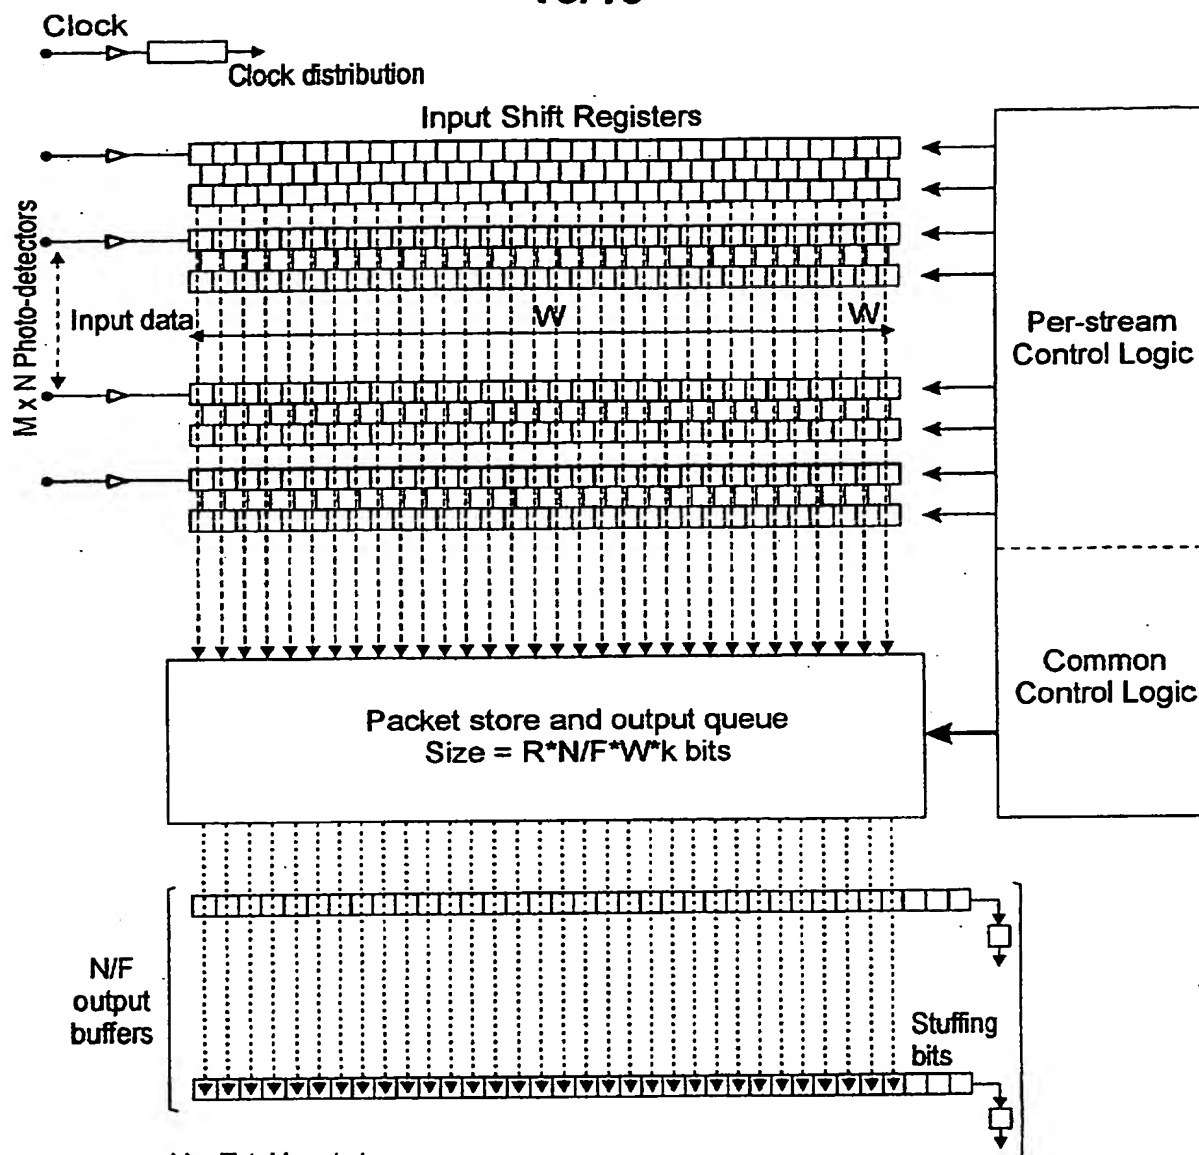 Clock
Clock distribution
Input Shift Registers
M x N Photo-detectors
Input data
W
W
Per-stream
Control Logic
Common
Control Logic
Packet store and output queue
Size = R*N/F*W*k bits
N/F
output
buffers
Stuffing
bits